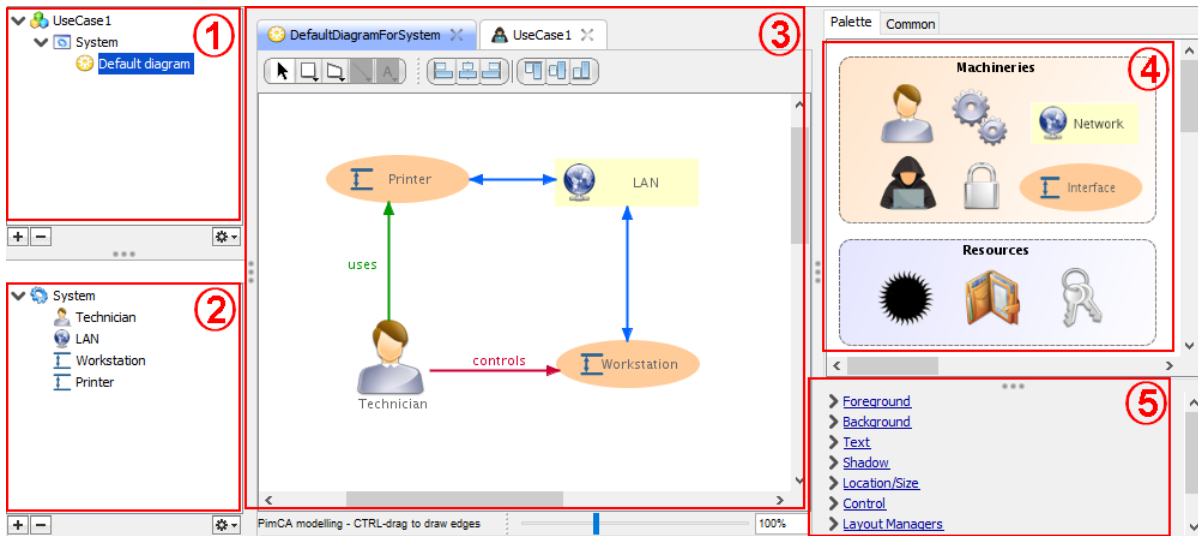 UseCase1
System
Default diagram
1
System
Technician
LAN
Workstation
Printer
2
DefaultDiagramForSystem
UseCase1
3
A
Printer
LAN
uses
controls
Workstation
Technician
PimCA modelling - CTRL-drag to draw edges
100%
Palette Common
4
Machineries
Network
Interface
Resources
5
Foreground
Background
Text
Shadow
Location/Size
Control
Layout Managers